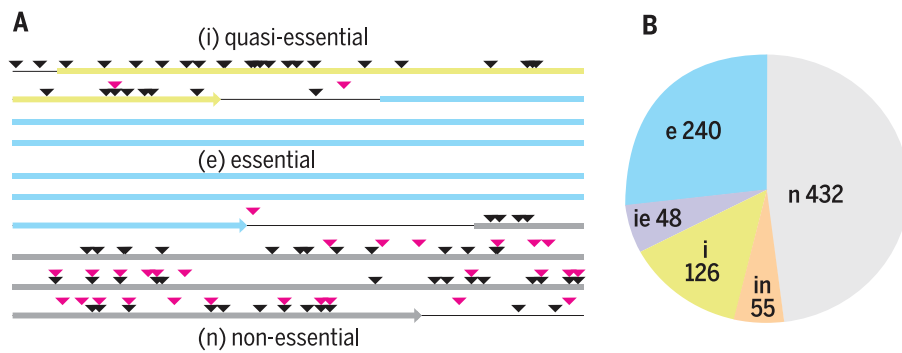 A
(i) quasi-essential
(e) essential
(n) non-essential
B
e 240
n 432
ie 48
i
126
in
55